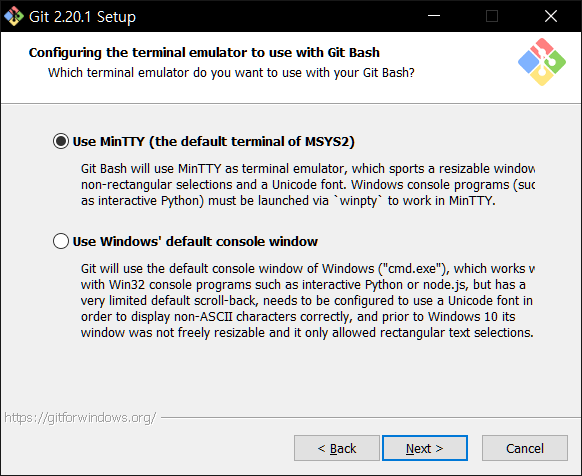 Git 2.20.1 Setup
Configuring the terminal emulator to use with Git Bash
Which terminal emulator do you want to use with your Git Bash?
Use MinTTY (the default terminal of MSYS2)
Git Bash will use MinTTY as terminal emulator, which sports a resizable window
non-rectangular selections and a Unicode font. Windows console programs (suc
as interactive Python) must be launched via `winpty` to work in MinTTY.
Use Windows' default console window
Git will use the default console window of Windows ("cmd.exe"), which works w
with Win32 console programs such as interactive Python or node.js, but has a
very limited default scroll-back, needs to be configured to use a Unicode font in
order to display non-ASCII characters correctly, and prior to Windows 10 its
window was not freely resizable and it only allowed rectangular text selections.
https://gitforwindows.org/
< Back
Next >
Cancel